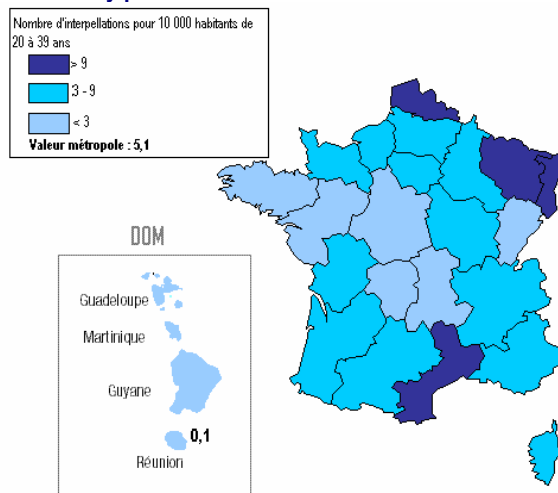 Nombre d'interpellations pour 10 000 habitants de
20 à 39 ans
> 9
3 - 9
< 3
Valeur métropole : 5,1
DOM
Guadeloupe
Martinique
Guyane
0,1
Réunion